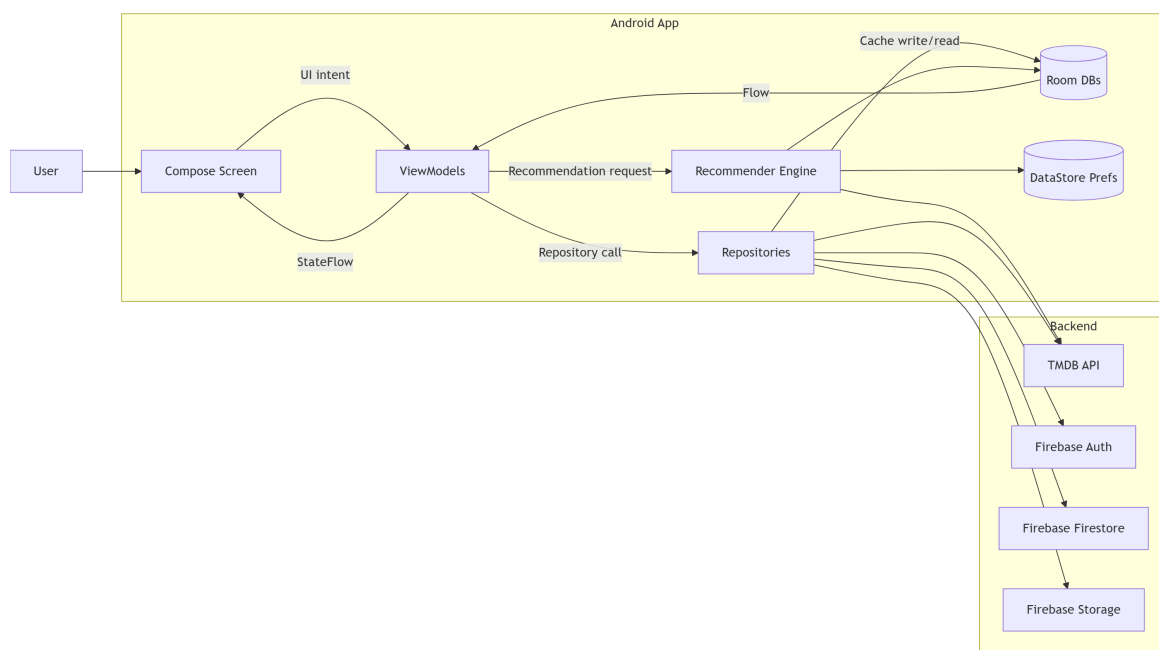 Android App
Cache write/read
UI intent
Room DBs
Flow
User
Compose Screen
ViewModels
Recommendation request
Recommender Engine
DataStore Prefs
Repository call
Repositories
StateFlow
Backend
TMDB API
Firebase Auth
Firebase Firestore
Firebase Storage